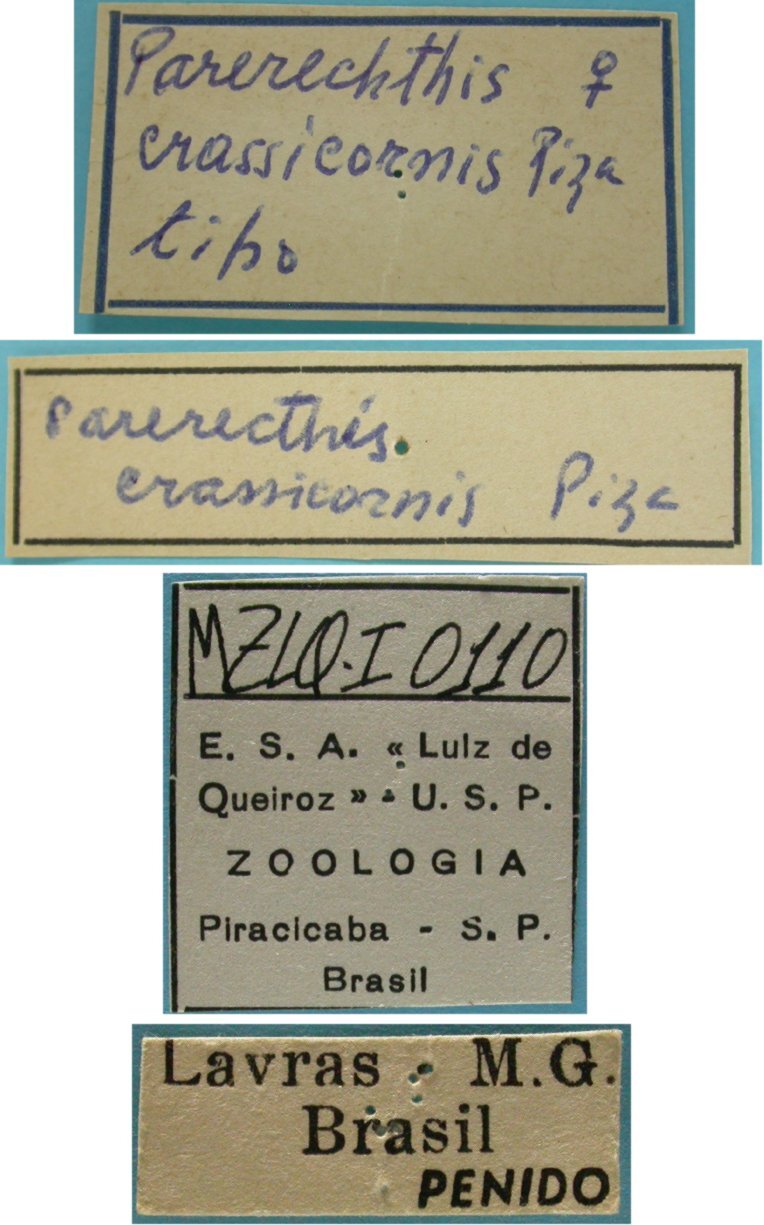 Parerechthis ♀
crassicornis Piza
tipo
Parerecthis
crassicornis Piza
MZLQ.I 0110
E. S. A. « Luiz de
Queiroz » - U. S. P.
ZOOLOGIA
Piracicaba - S. P.
Brasil
Lavras - M.G.
Brasil
PENIDO